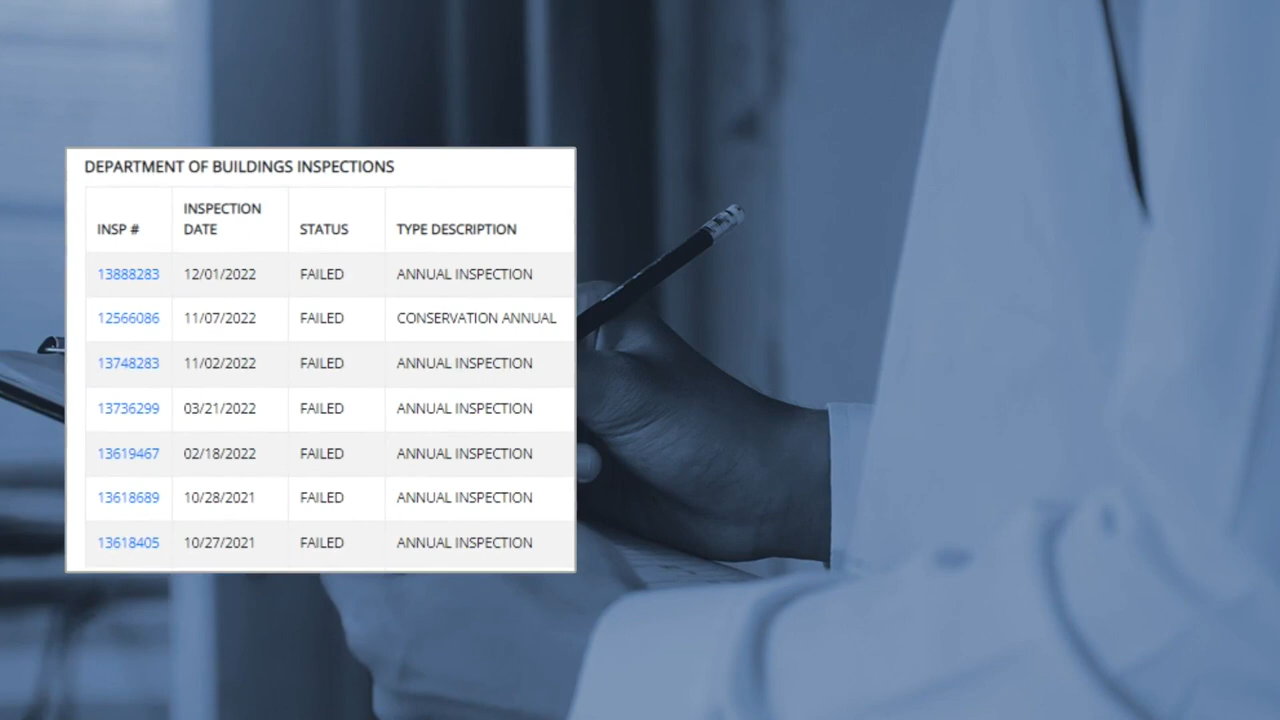 DEPARTMENT OF BUILDINGS INSPECTIONS
INSP # INSPECTION DATE STATUS TYPE DESCRIPTION
13888283 12/01/2022 FAILED ANNUAL INSPECTION
12566086 11/07/2022 FAILED CONSERVATION ANNUAL
13748283 11/02/2022 FAILED ANNUAL INSPECTION
13736299 03/21/2022 FAILED ANNUAL INSPECTION
13619467 02/18/2022 FAILED ANNUAL INSPECTION
13618689 10/28/2021 FAILED ANNUAL INSPECTION
13618405 10/27/2021 FAILED ANNUAL INSPECTION